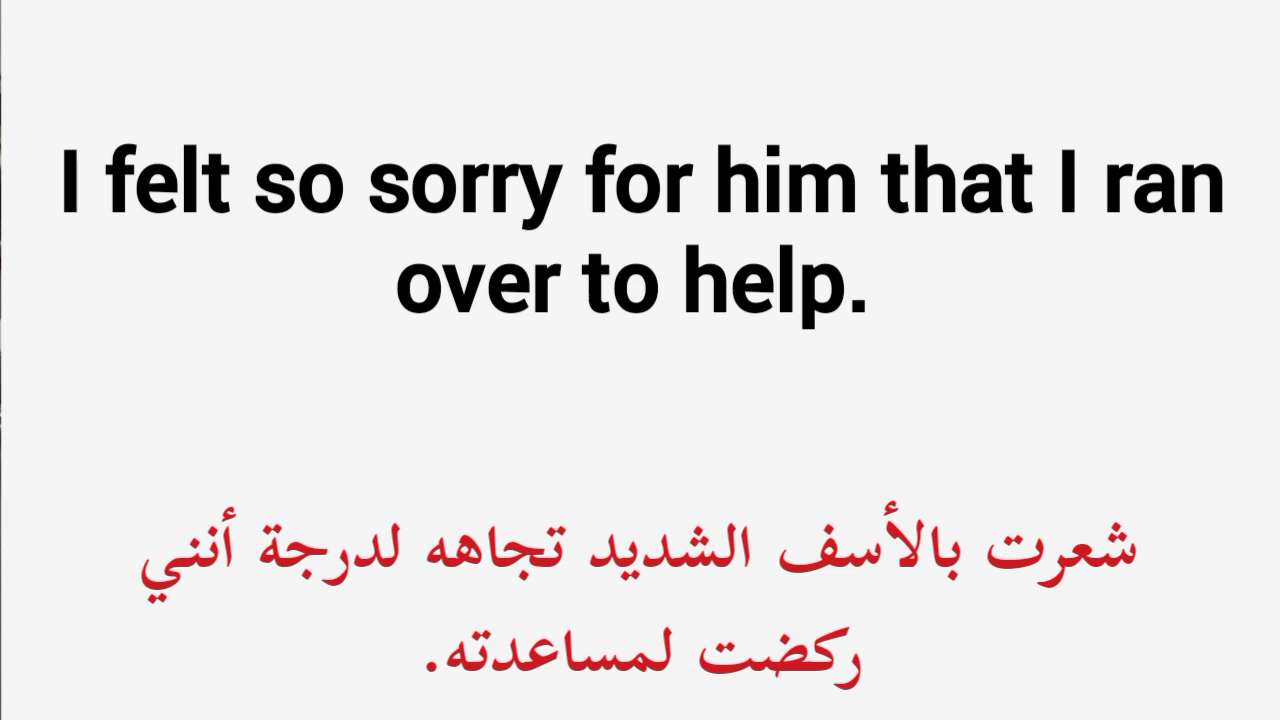 I felt so sorry for him that I ran
over to help.
شعرت بالأسف الشديد تجاهه لدرجة أنني
ركضت لمساعدته.